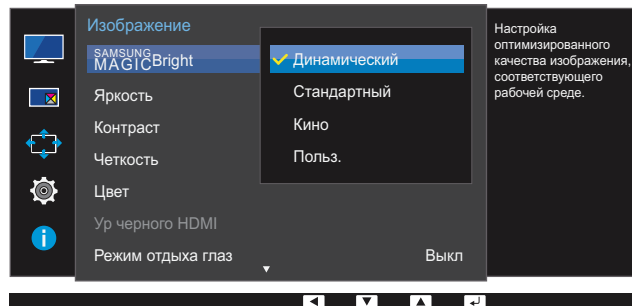 Изображение
SAMSUNG
MAGICBright
Яркость
Контраст
Четкость
Цвет
Ур черного HDMI
Режим отдыха глаз
Выкл
Динамический
Стандартный
Кино
Польз.
Настройка
оптимизированного
качества изображения,
соответствующего
рабочей среде.